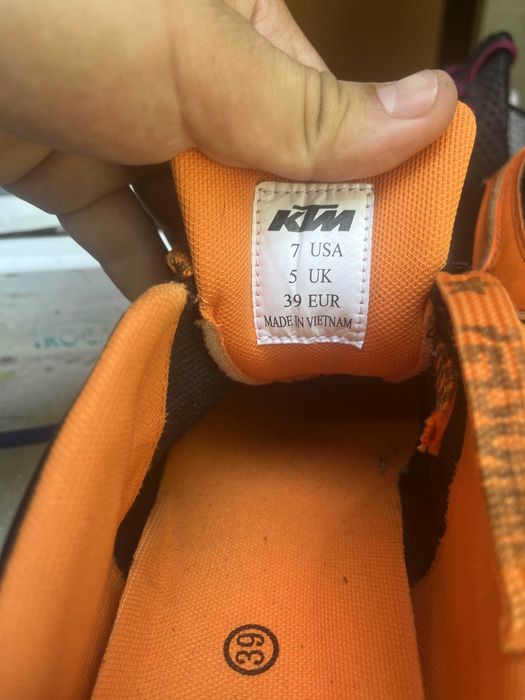 KTM
7 USA
5 UK
39 EUR
MADE IN VIETNAM
39